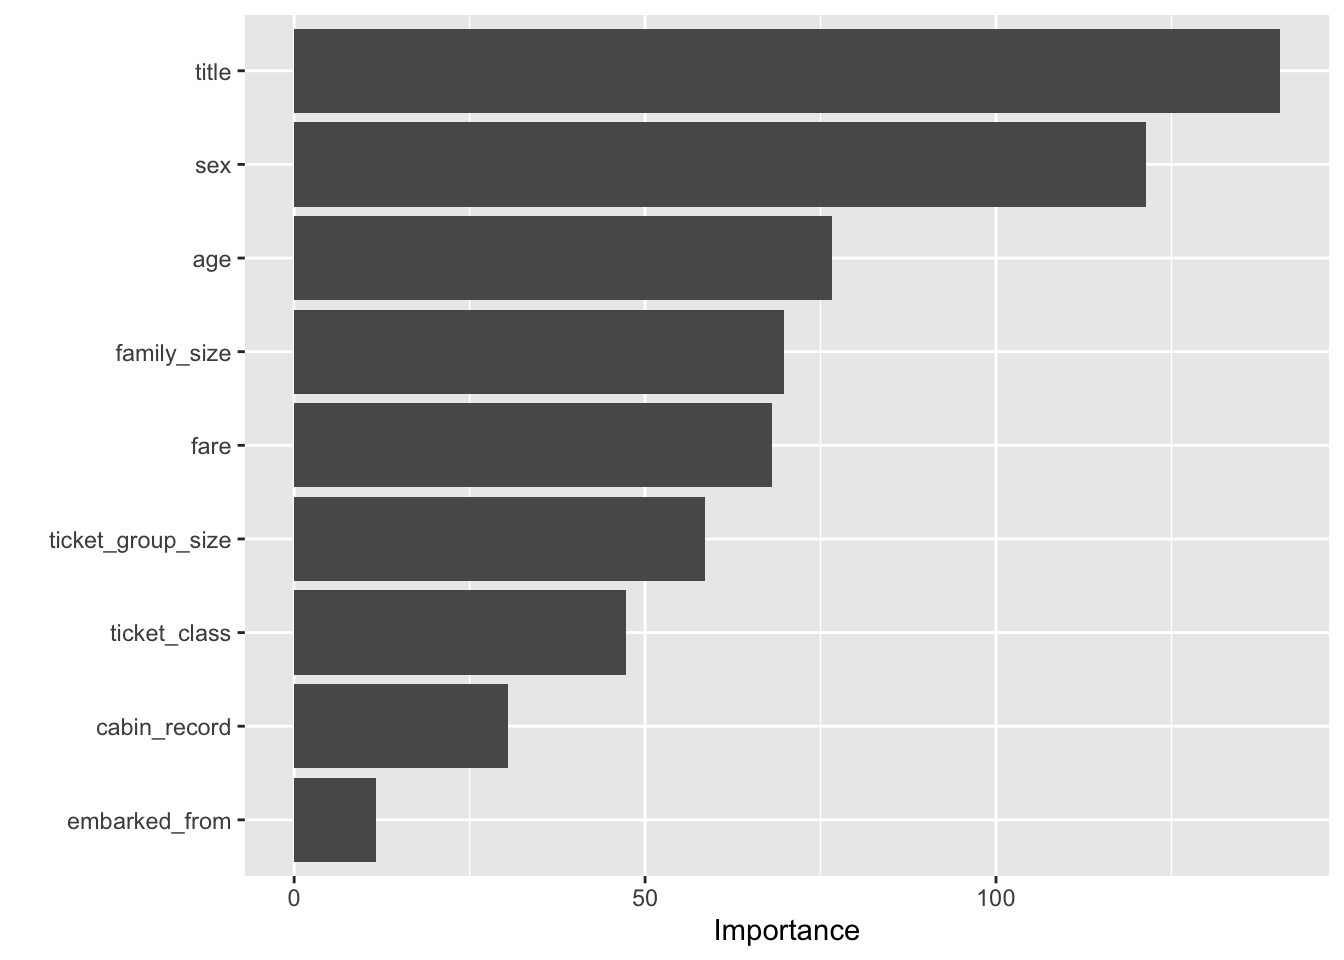 title
sex
age
family_size
fare
ticket_group_size
ticket_class
cabin_record
embarked_from
0 50 100
Importance